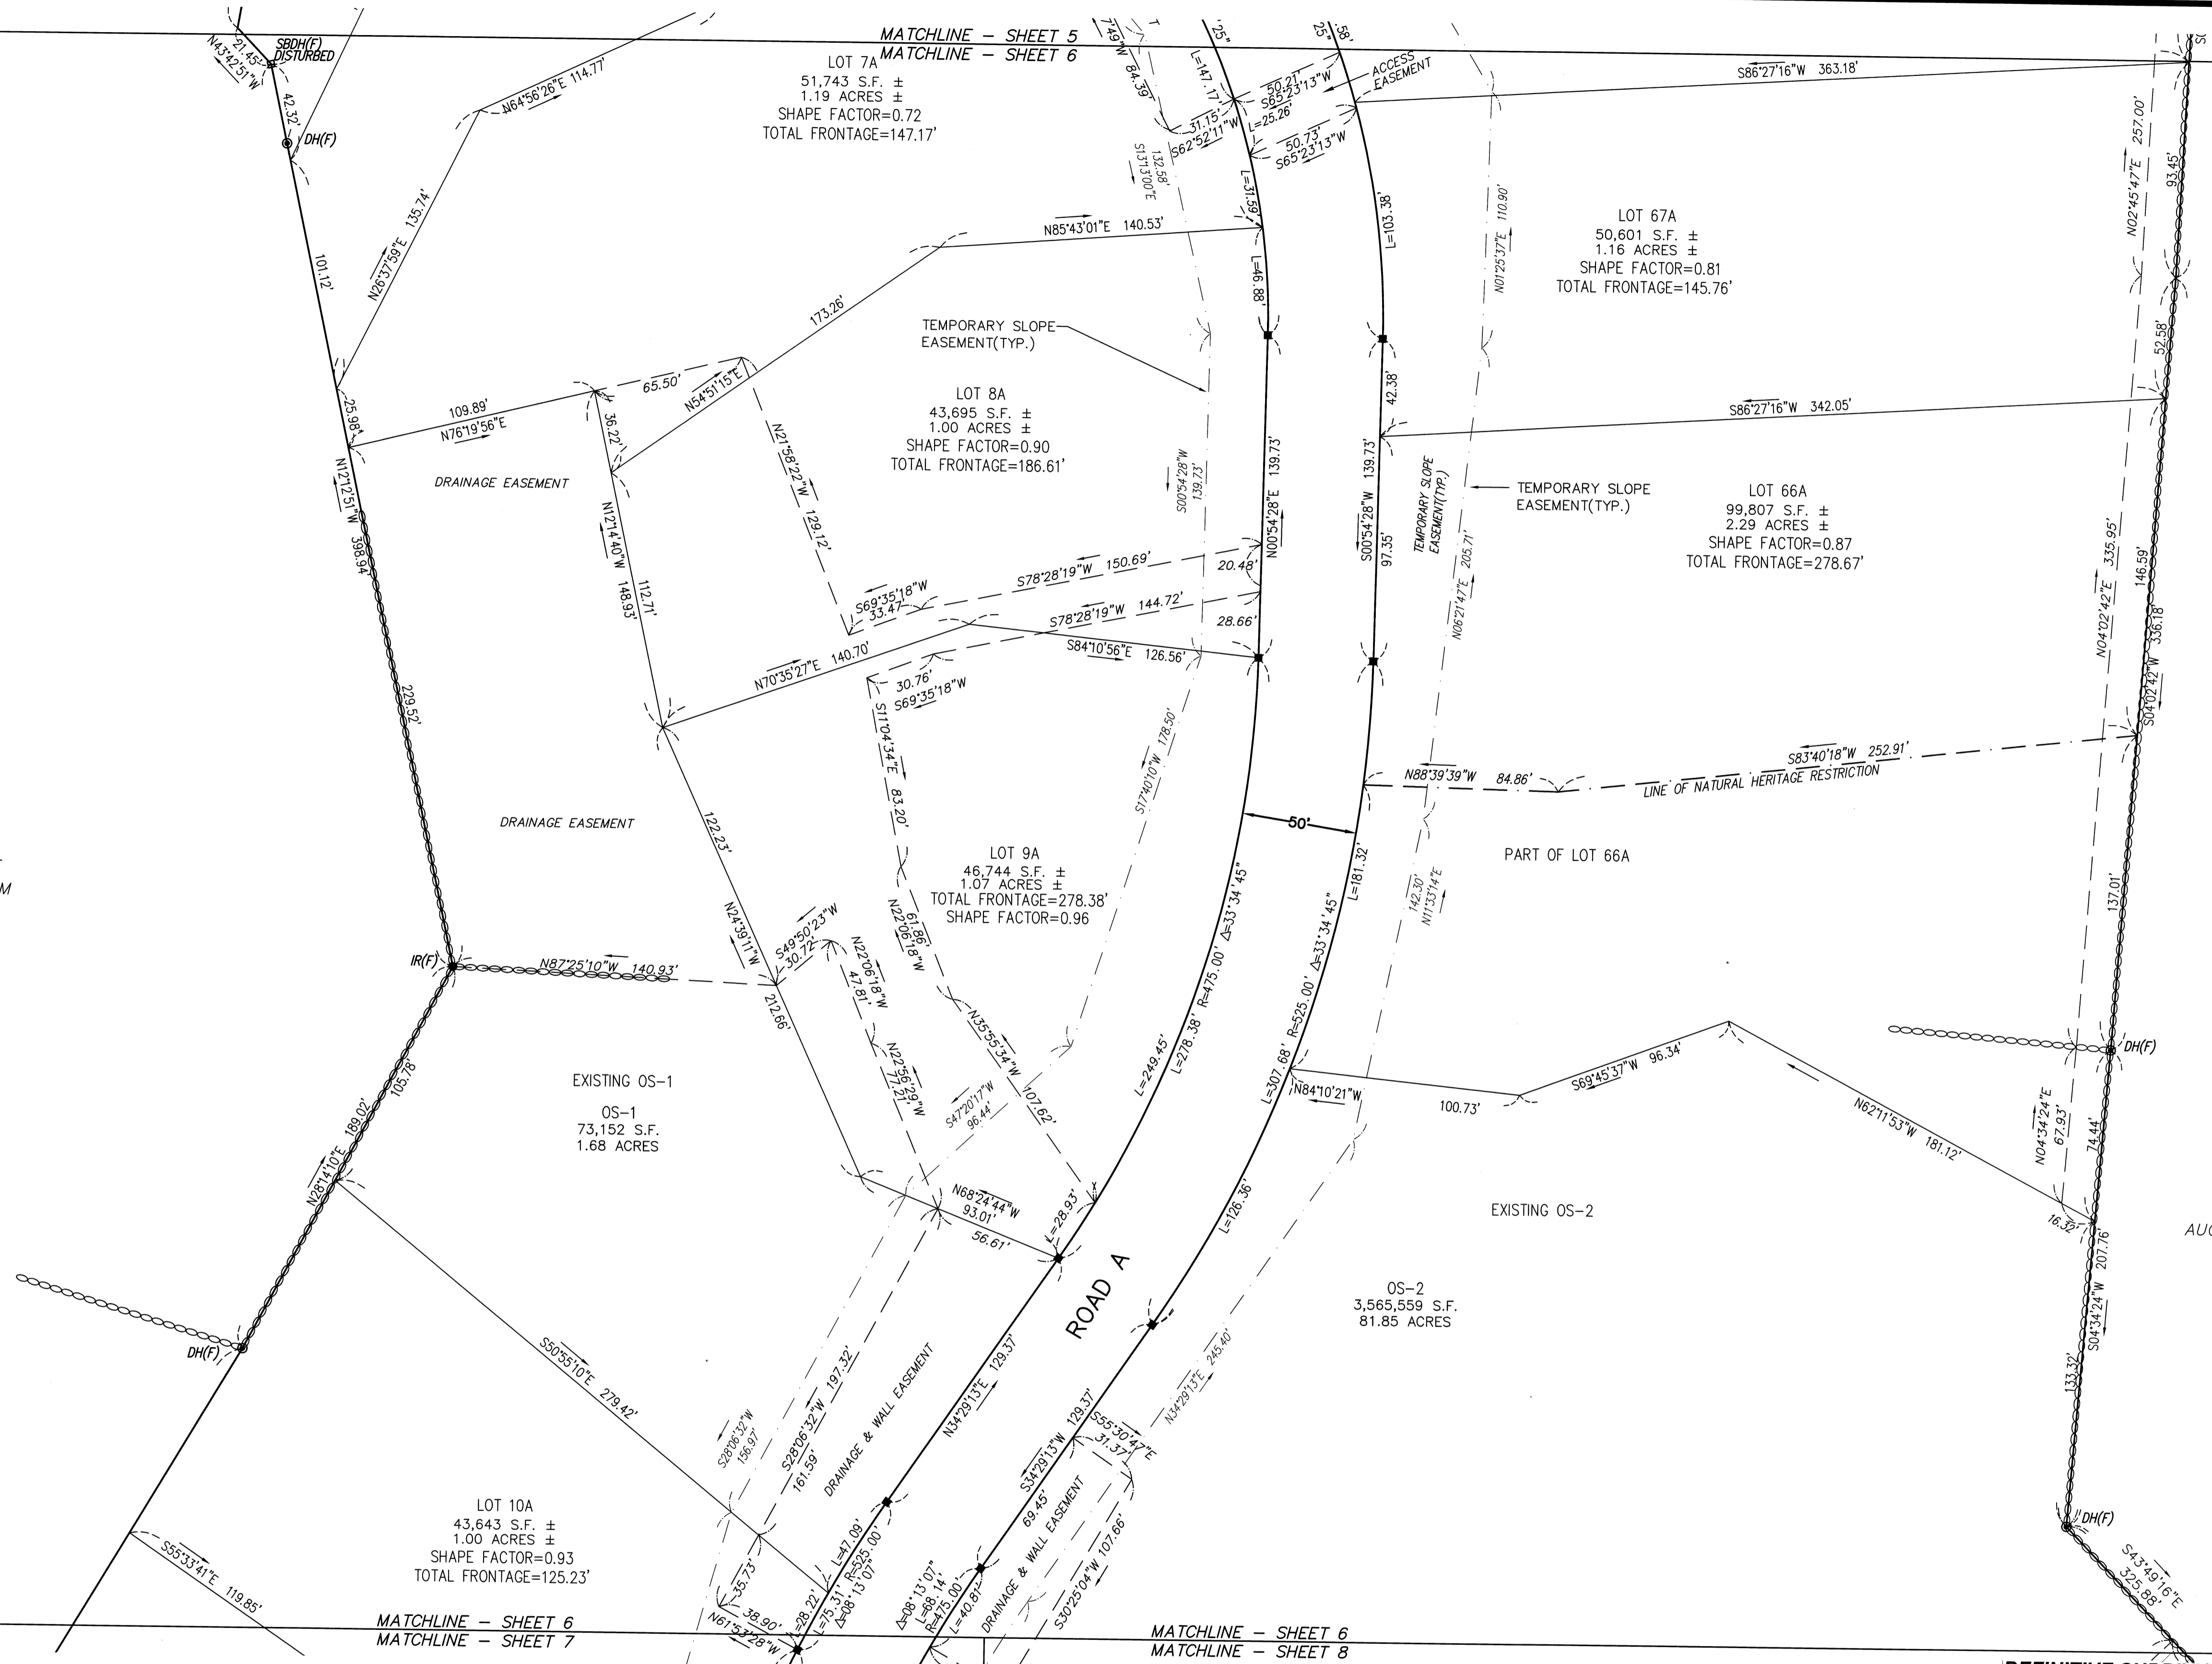 MATCHLINE – SHEET 5
MATCHLINE – SHEET 6
N43°42'51"W
21.45'
SBDH(F)
DISTURBED
42.32'
DH(F)
N64°56'26"E 114.77'
LOT 7A
51,743 S.F. ±
1.19 ACRES ±
SHAPE FACTOR=0.72
TOTAL FRONTAGE=147.17'
7'49"W 84.39'
'25"
L=147.17'
.58'
25"
50.21'
S65°23'13"W
ACCESS
EASEMENT
31.15'
S62°52'11"W
L=25.26'
50.73'
S65°23'13"W
132.58'
S13°13'00"E
S86°27'16"W 363.18'
N02°45'47"E 257.00'
93.45'
101.12'
N26°37'59"E 135.74'
L=31.59'
N85°43'01"E 140.53'
L=46.88'
L=103.38'
N01°25'37"E 110.90'
LOT 67A
50,601 S.F. ±
1.16 ACRES ±
SHAPE FACTOR=0.81
TOTAL FRONTAGE=145.76'
52.58'
173.26'
N54°51'15"E
TEMPORARY SLOPE
EASEMENT(TYP.)
65.50'
109.89'
N76°19'56"E
25.98'
36.22'
LOT 8A
43,695 S.F. ±
1.00 ACRES ±
SHAPE FACTOR=0.90
TOTAL FRONTAGE=186.61'
42.38'
S86°27'16"W 342.05'
DRAINAGE EASEMENT
N12°12'51"W 398.94'
N21°58'22"W 129.12'
N12°14'40"W 148.93'
112.71'
S00°54'28"W
139.73'
N00°54'28"E 139.73'
S00°54'28"W 139.73'
97.35'
TEMPORARY SLOPE
EASEMENT(TYP.)
TEMPORARY SLOPE
EASEMENT(TYP.)
N06°21'47"E 205.71'
LOT 66A
99,807 S.F. ±
2.29 ACRES ±
SHAPE FACTOR=0.87
TOTAL FRONTAGE=278.67'
N04°02'42"E 335.95'
146.59'
S04°02'42"W 336.18'
S78°28'19"W 150.69'
20.48'
S69°35'18"W
33.47'
S78°28'19"W 144.72'
28.66'
N70°35'27"E 140.70'
S84°10'56"E 126.56'
30.76'
S69°35'18"W
229.52'
S11°04'34"E 83.20'
S17°40'10"W 178.50'
N88°39'39"W 84.86'
S83°40'18"W 252.91'
LINE OF NATURAL HERITAGE RESTRICTION
DRAINAGE EASEMENT
122.23'
50'
PART OF LOT 66A
M
LOT 9A
46,744 S.F. ±
1.07 ACRES ±
TOTAL FRONTAGE=278.38'
SHAPE FACTOR=0.96
L=181.32'
142.30'
N11°33'14"E
137.01'
N24°39'11"W
212.66'
S49°50'23"W
30.72'
N22°06'18"W
47.81'
61.86'
N22°06'18"W
IR(F)
N87°25'10"W 140.93'
N35°55'34"W 107.62'
L=249.45'
L=278.38' R=475.00' Δ=33°34'45"
L=307.68' R=525.00' Δ=33°34'45"
DH(F)
105.78'
N28°14'10"E 189.02'
EXISTING OS-1
OS-1
73,152 S.F.
1.68 ACRES
N22°56'29"W
77.21'
S47°20'17"W
96.44'
N84°10'21"W
100.73'
S69°45'37"W 96.34'
N62°11'53"W 181.12'
N04°34'24"E
67.93'
74.44'
16.32'
N68°24'44"W
93.01'
56.61'
L=28.93'
L=126.36'
EXISTING OS-2
AUG
S04°34'24"W 207.76'
133.32'
ROAD A
OS-2
3,565,559 S.F.
81.85 ACRES
DH(F)
S50°55'10"E 279.42'
S28°06'32"W
156.97'
S28°06'32"W 197.32'
161.59'
DRAINAGE & WALL EASEMENT
N34°29'13"E 129.37'
S34°29'13"W 129.37'
69.45'
N34°29'13"E 245.40'
S55°30'47"E
31.37'
DRAINAGE & WALL EASEMENT
S30°25'04"W 107.66'
LOT 10A
43,643 S.F. ±
1.00 ACRES ±
SHAPE FACTOR=0.93
TOTAL FRONTAGE=125.23'
S55°33'41"E 119.85'
35.73'
38.90'
N61°53'28"W
L=47.09'
L=28.22'
L=75.31' R=525.00'
Δ=08°13'07"
Δ=08°13'07"
L=68.14'
R=475.00'
L=40.81'
DH(F)
S43°49'16"E
325.88'
MATCHLINE – SHEET 6
MATCHLINE – SHEET 7
MATCHLINE – SHEET 6
MATCHLINE – SHEET 8